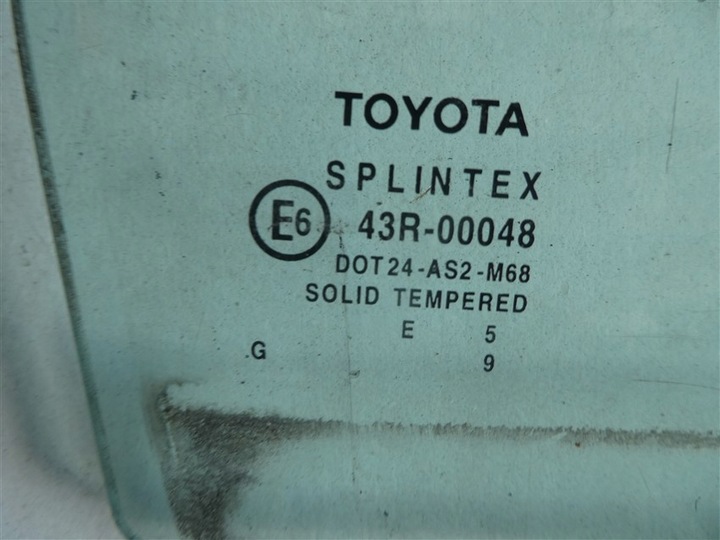 TOYOTA
SPLINTEX
E6 43R-00048
DOT24-AS2-M68
SOLID TEMPERED
E 5
G 9